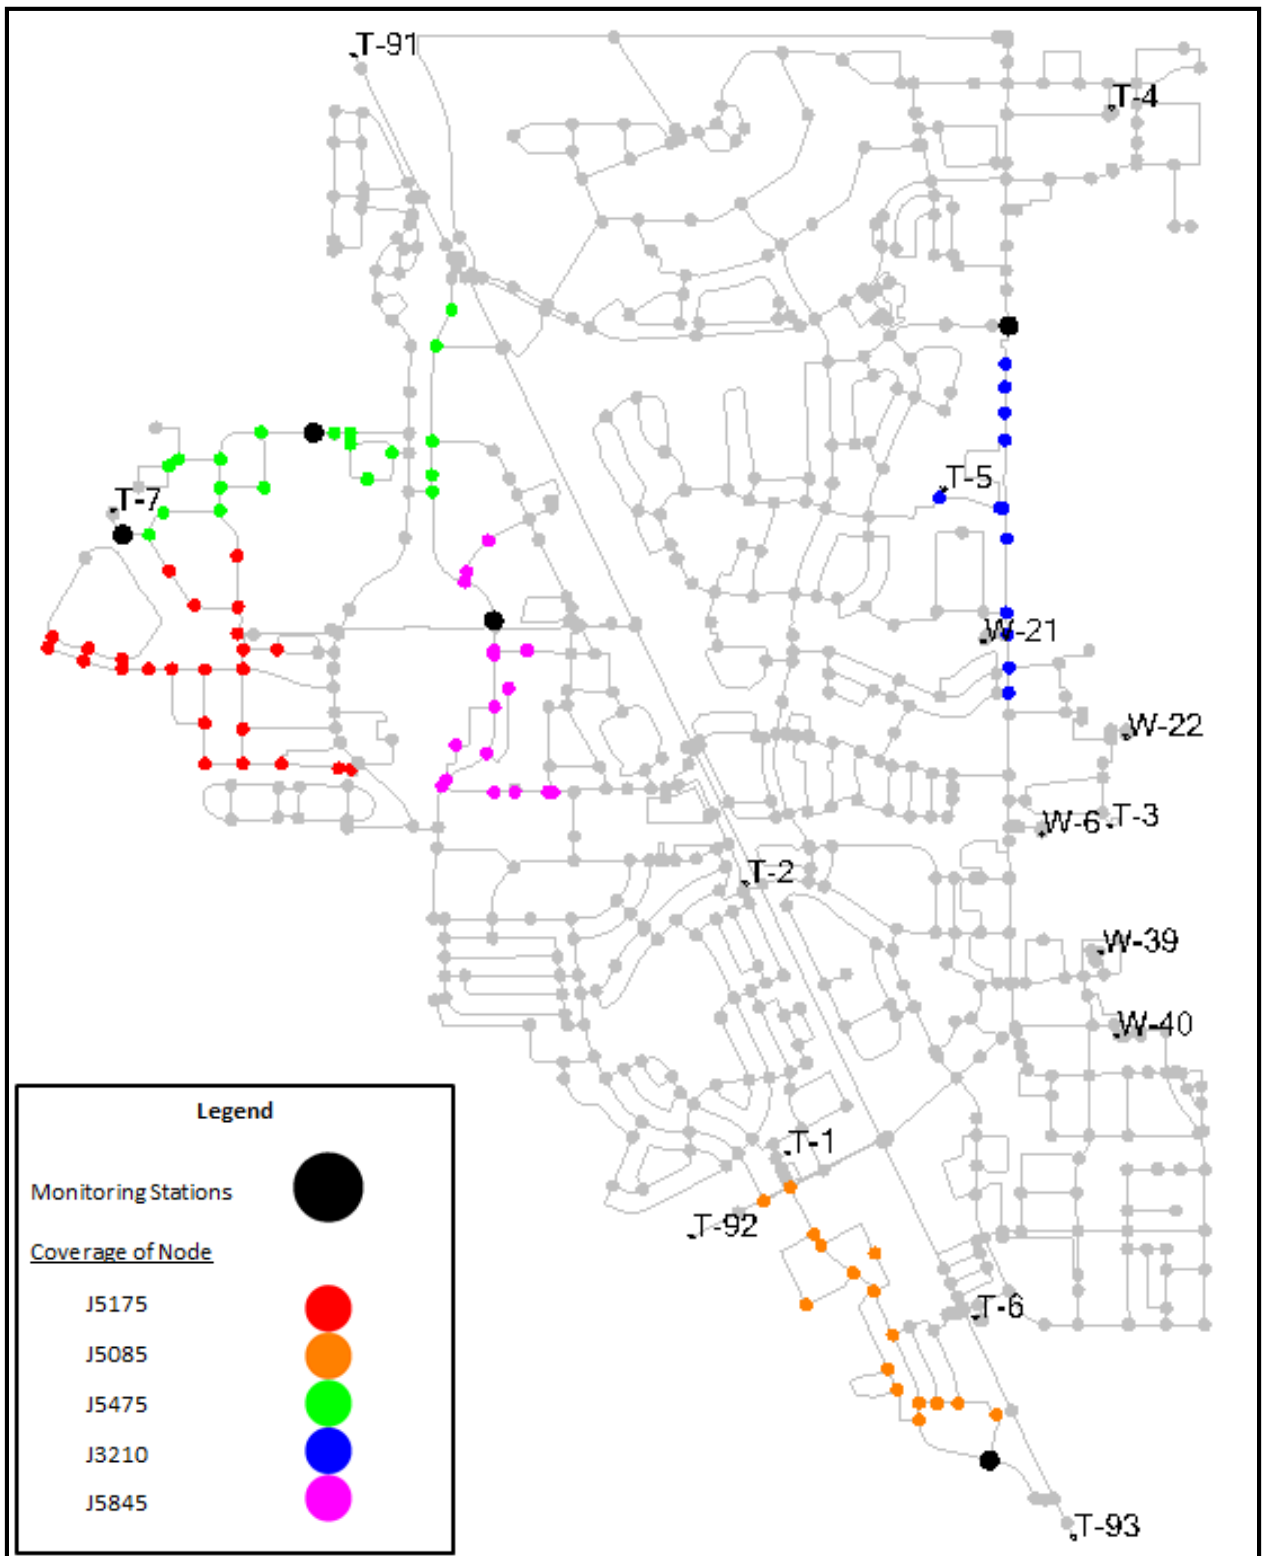 T-91
T-4
T-5
T-7
W-21
W-22
W-6
T-3
T-2
W-39
W-40
Legend
T-1
Monitoring Stations
T-92
Coverage of Node
J5175
T-6
J5085
J5475
J3210
J5845
T-93